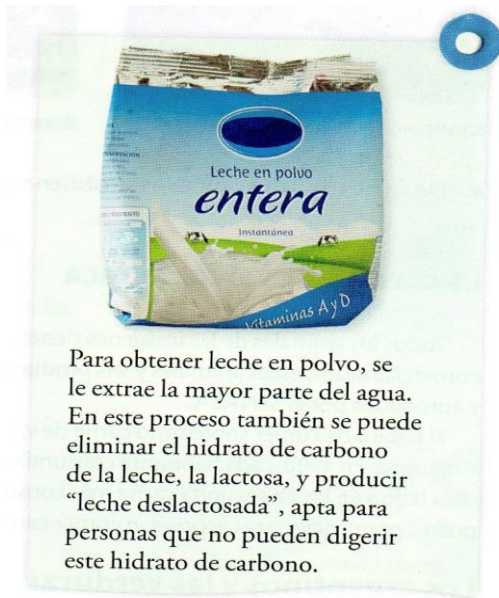 Leche en polvo
entera
Instantánea
Vitaminas A y D
Para obtener leche en polvo, se
le extrae la mayor parte del agua.
En este proceso también se puede
eliminar el hidrato de carbono
de la leche, la lactosa, y producir
“leche deslactosada”, apta para
personas que no pueden digerir
este hidrato de carbono.